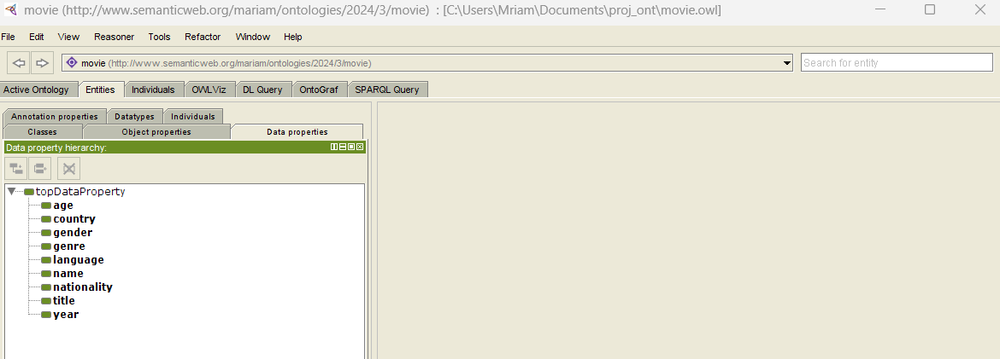 movie (http://www.semanticweb.org/mariam/ontologies/2024/3/movie)  : [C:\Users\Mriam\Documents\proj_ont\movie.owl]
File Edit View Reasoner Tools Refactor Window Help
movie (http://www.semanticweb.org/mariam/ontologies/2024/3/movie) Search for entity
Active Ontology Entities Individuals OWLViz DL Query OntoGraf SPARQL Query
Annotation properties Datatypes Individuals
Classes Object properties Data properties
Data property hierarchy:
topDataProperty
age
country
gender
genre
language
name
nationality
title
year